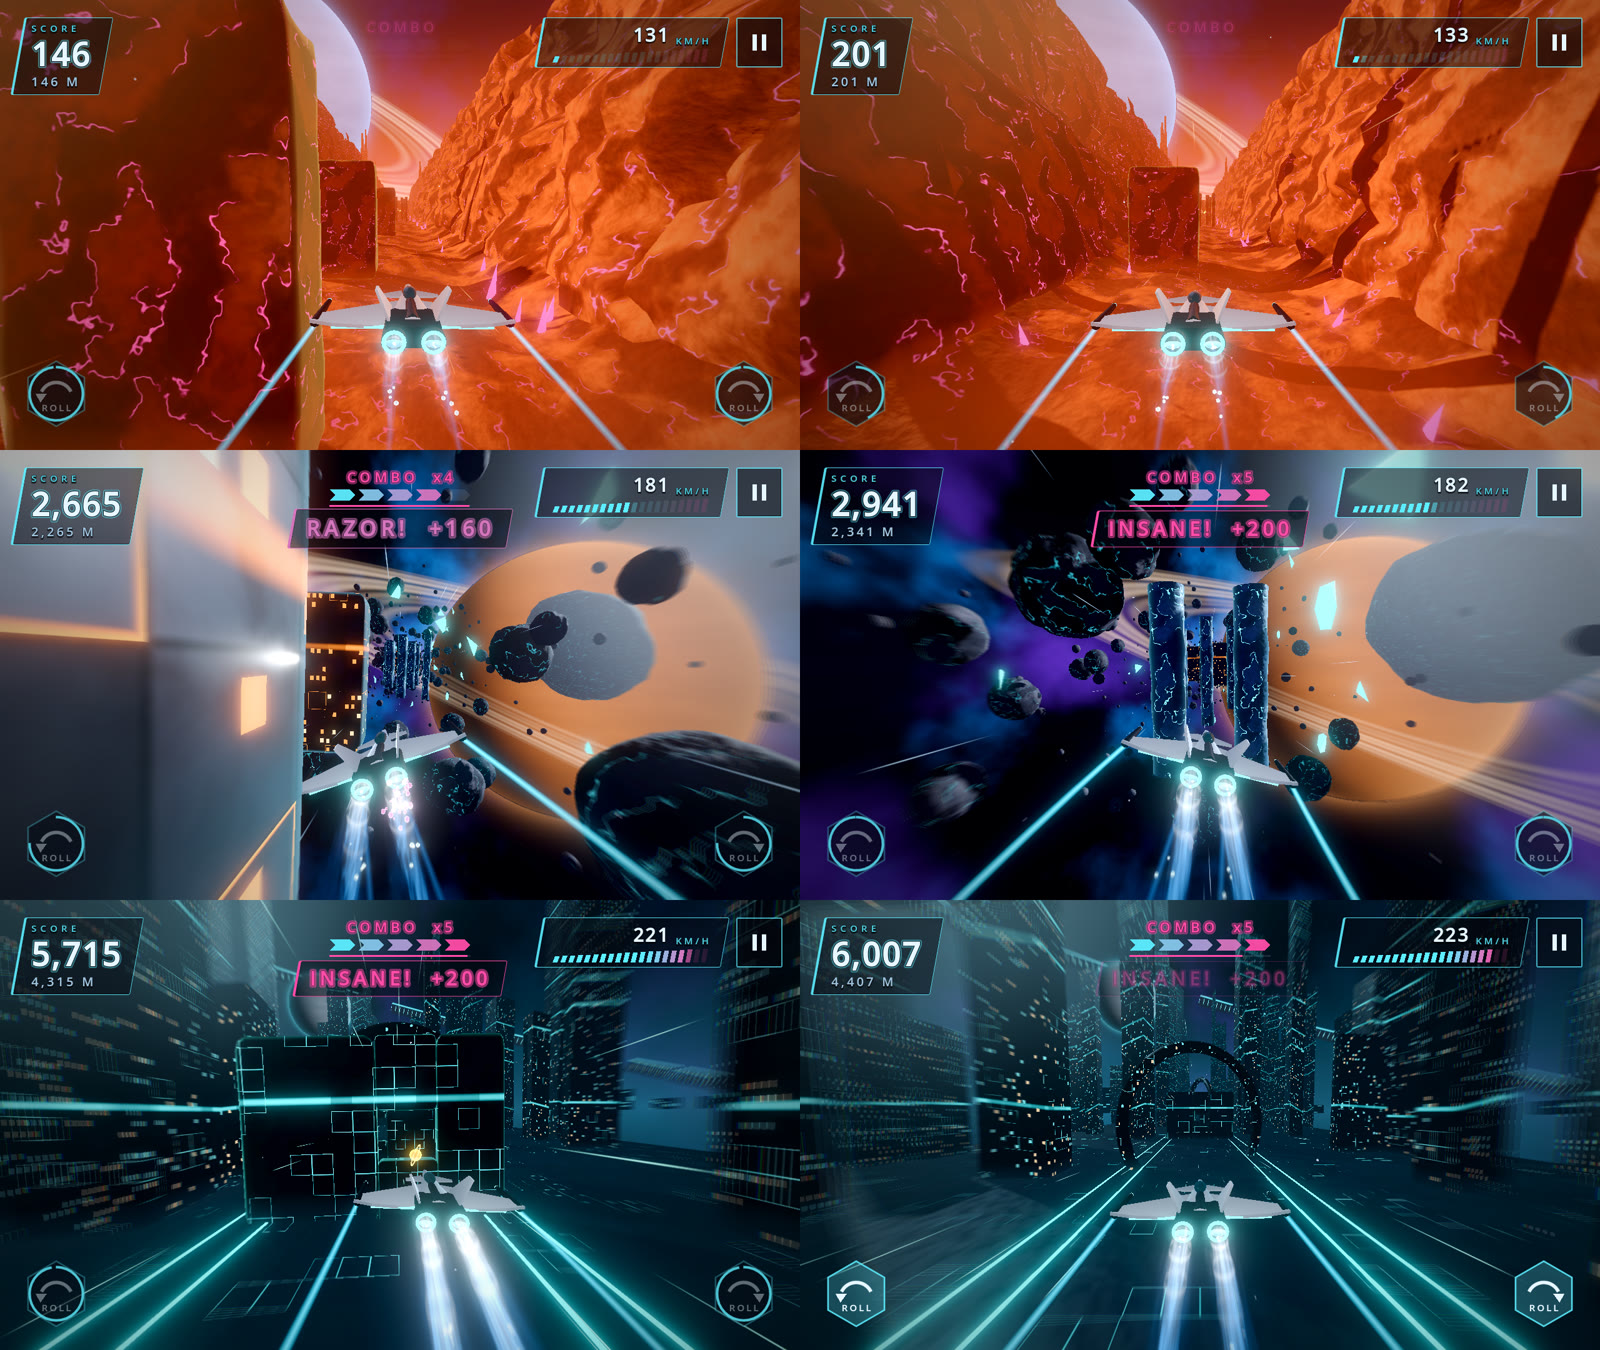 SCORE
146
146 M
COMBO
131 KM/H
ROLL
ROLL
SCORE
201
201 M
COMBO
133 KM/H
ROLL
ROLL
SCORE
2,665
2,265 M
COMBO x4
RAZOR! +160
181 KM/H
ROLL
ROLL
SCORE
2,941
2,341 M
COMBO x5
INSANE! +200
182 KM/H
ROLL
ROLL
SCORE
5,715
4,315 M
COMBO x5
INSANE! +200
221 KM/H
ROLL
ROLL
SCORE
6,007
4,407 M
COMBO x5
INSANE! +200
223 KM/H
ROLL
ROLL